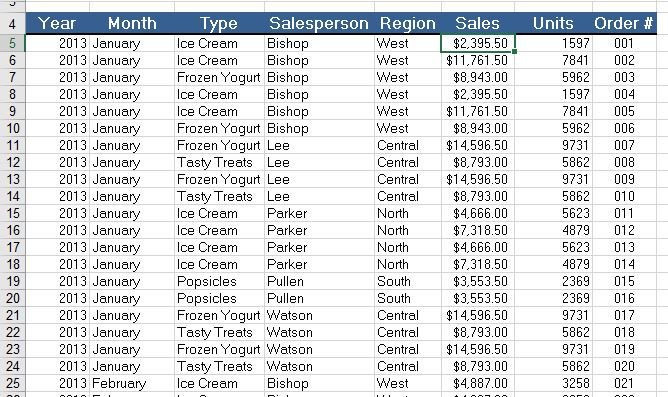 4 Year Month Type Salesperson Region Sales Units Order #
5 2013 January Ice Cream Bishop West $2,395.50 1597 001
6 2013 January Ice Cream Bishop West $11,761.50 7841 002
7 2013 January Frozen Yogurt Bishop West $8,943.00 5962 003
8 2013 January Ice Cream Bishop West $2,395.50 1597 004
9 2013 January Ice Cream Bishop West $11,761.50 7841 005
10 2013 January Frozen Yogurt Bishop West $8,943.00 5962 006
11 2013 January Frozen Yogurt Lee Central $14,596.50 9731 007
12 2013 January Tasty Treats Lee Central $8,793.00 5862 008
13 2013 January Frozen Yogurt Lee Central $14,596.50 9731 009
14 2013 January Tasty Treats Lee Central $8,793.00 5862 010
15 2013 January Ice Cream Parker North $4,666.00 5623 011
16 2013 January Ice Cream Parker North $7,318.50 4879 012
17 2013 January Ice Cream Parker North $4,666.00 5623 013
18 2013 January Ice Cream Parker North $7,318.50 4879 014
19 2013 January Popsicles Pullen South $3,553.50 2369 015
20 2013 January Popsicles Pullen South $3,553.50 2369 016
21 2013 January Frozen Yogurt Watson Central $14,596.50 9731 017
22 2013 January Tasty Treats Watson Central $8,793.00 5862 018
23 2013 January Frozen Yogurt Watson Central $14,596.50 9731 019
24 2013 January Tasty Treats Watson Central $8,793.00 5862 020
25 2013 February Ice Cream Bishop West $4,887.00 3258 021